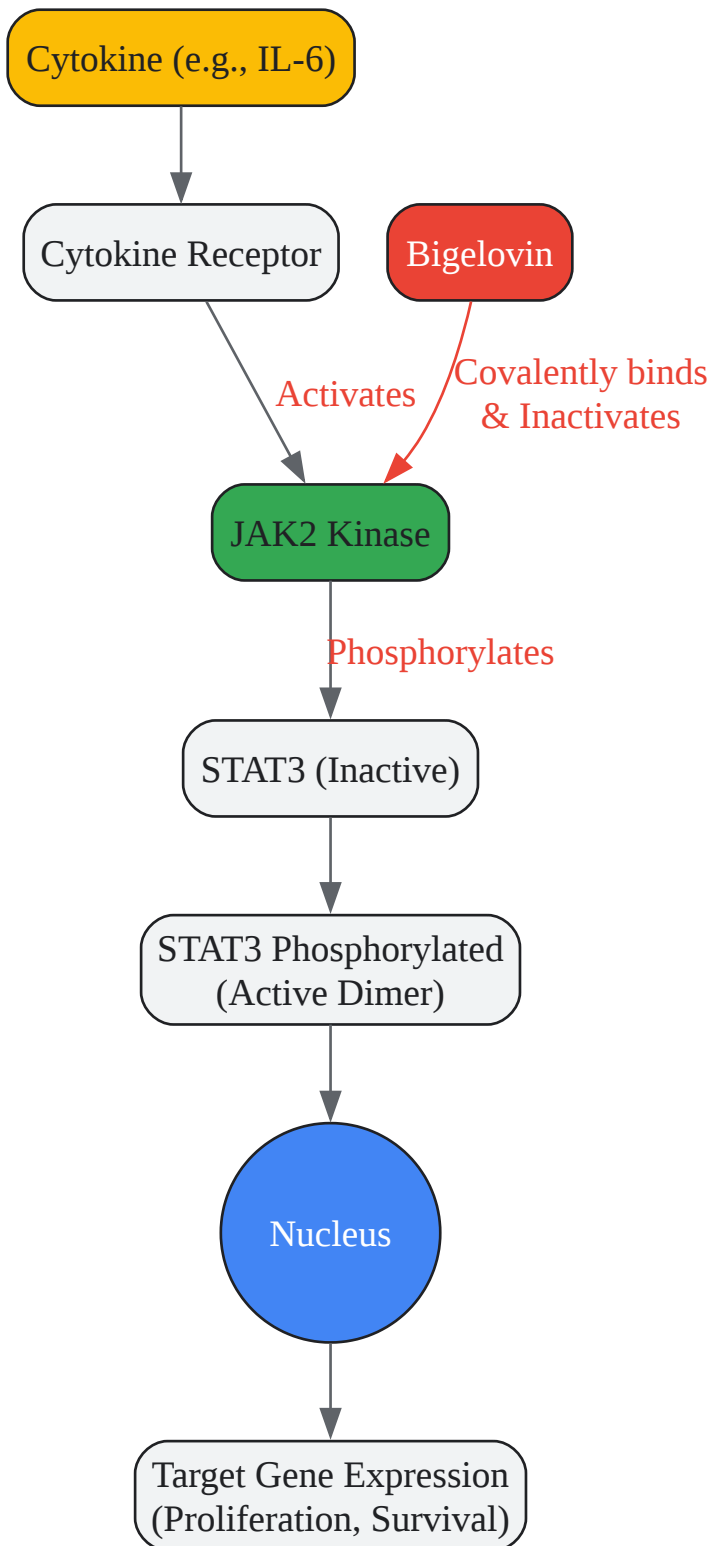 Cytokine (e.g., IL-6)
Cytokine Receptor
Bigelovin
Activates
Covalently binds
& Inactivates
JAK2 Kinase
Phosphorylates
STAT3 (Inactive)
STAT3 Phosphorylated
(Active Dimer)
Nucleus
Target Gene Expression
(Proliferation, Survival)